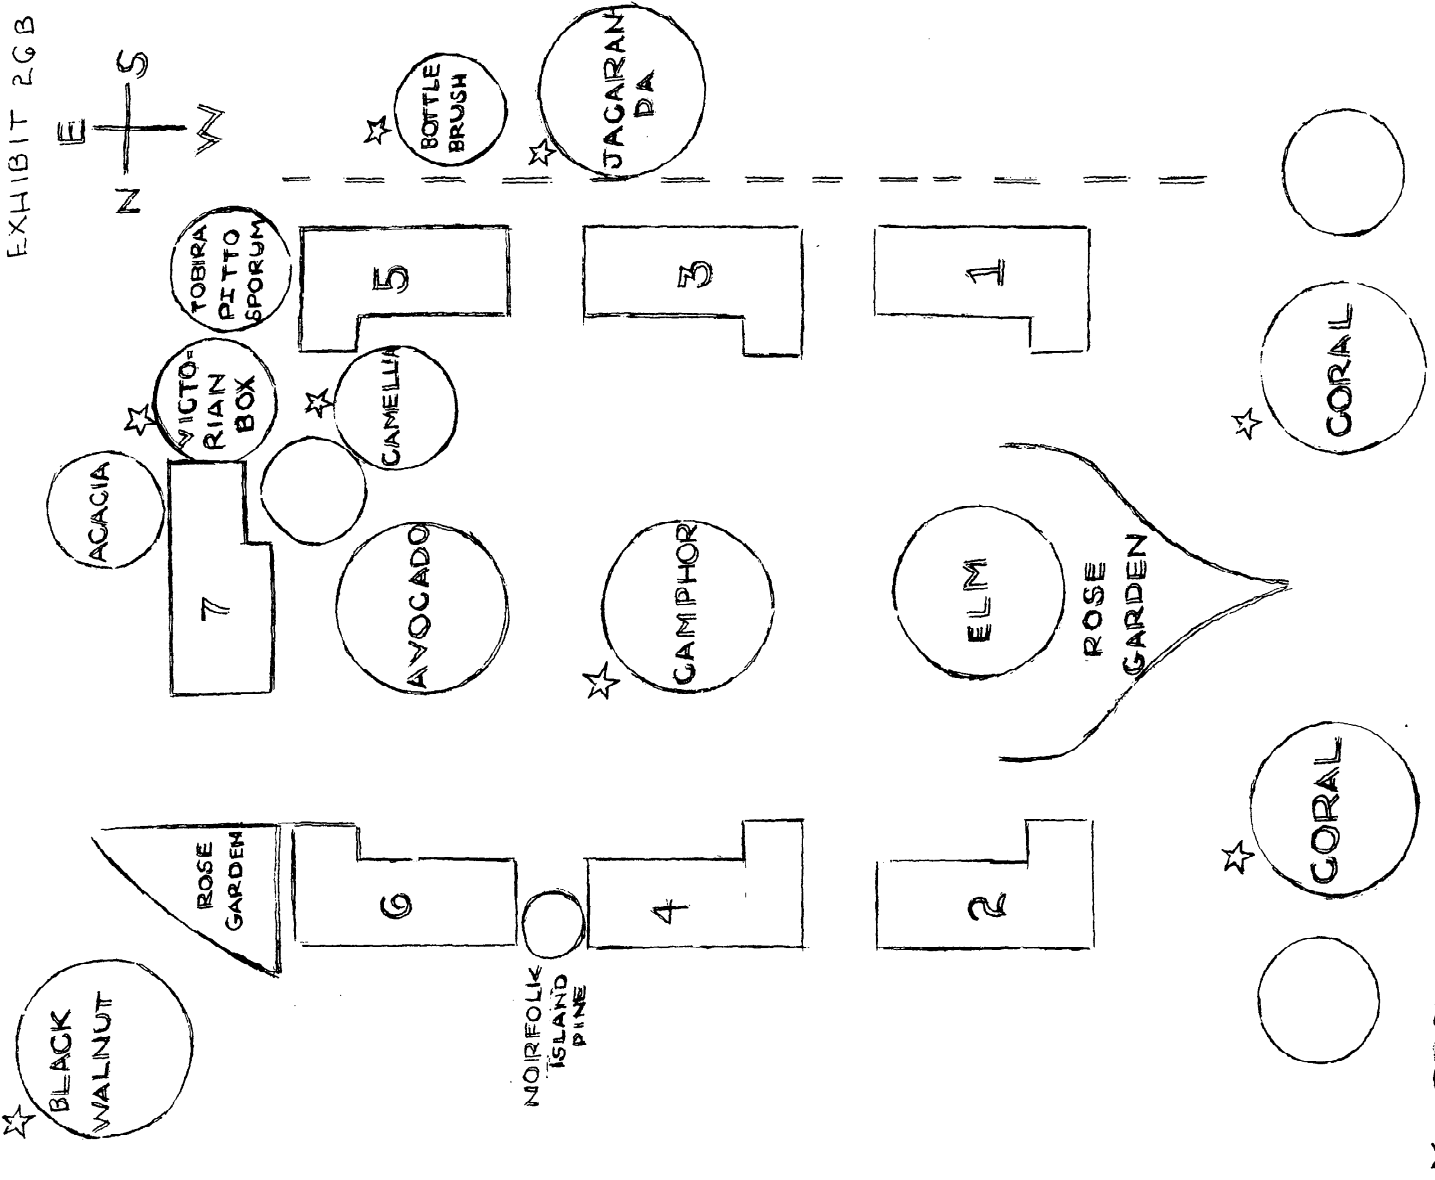 EXHIBIT 26B
E
S
N
W
BOTTLE
BRUSH
JACARAN
DA
TOBIRA
PITTO
SPORUM
5
3
1
VICTO-
RIAN
BOX
CAMELLIA
CORAL
ACACIA
7
AVOCADO
CAMPHOR
ELM
ROSE
GARDEN
CORAL
ROSE
GARDEN
6
4
2
NORFOLK
ISLAND
PINE
BLACK
WALNUT